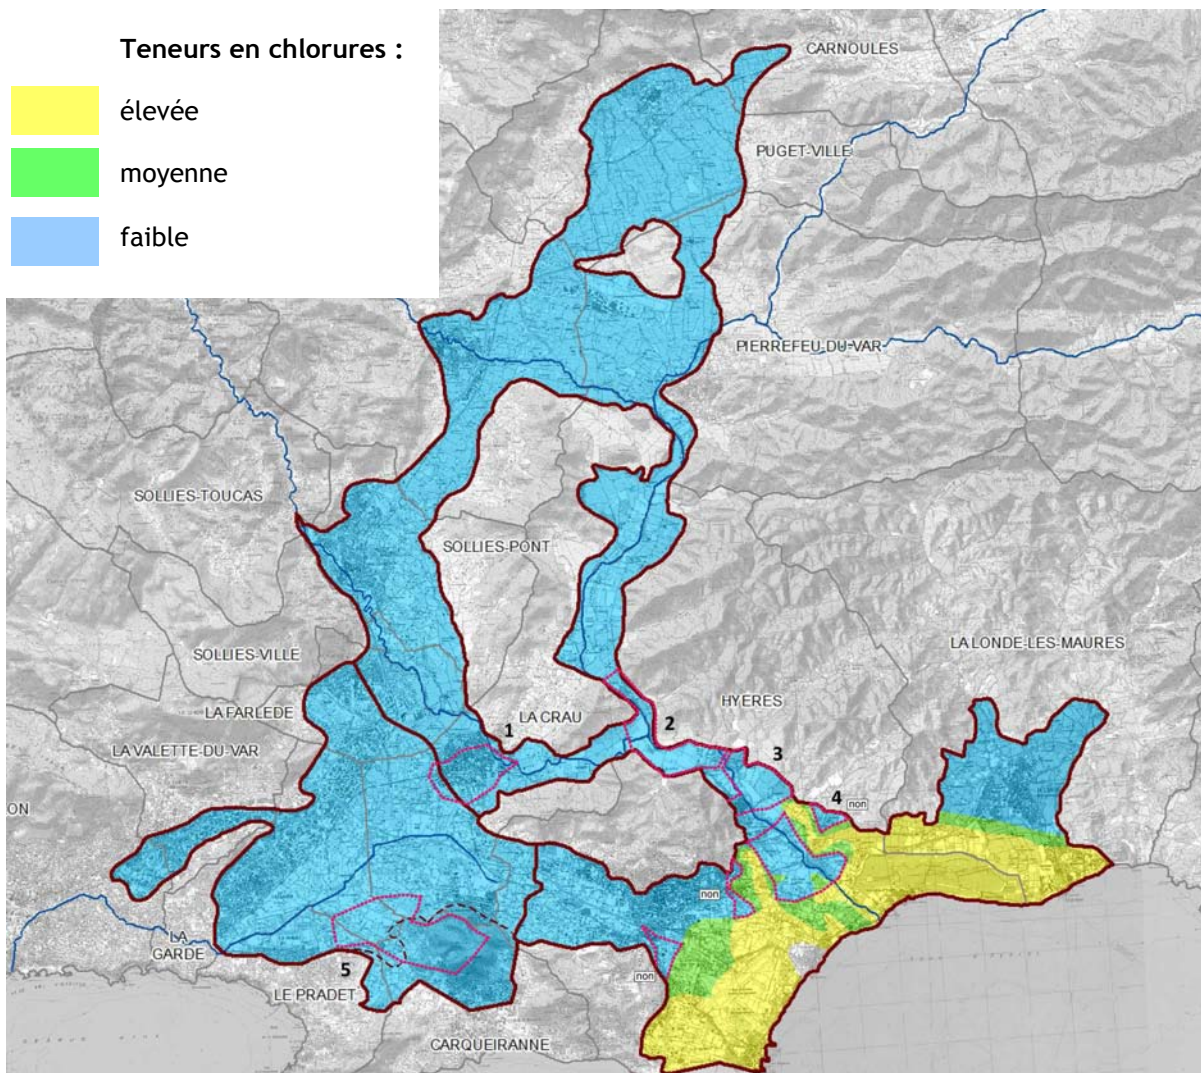 Teneurs en chlorures :
élevée
moyenne
faible
CARNOULES
PUGET-VILLE
PIERREFEU-DU-VAR
SOLLIES-TOUCAS
SOLLIES-PONT
LA LONDE-LES-MAURES
SOLLIES-VILLE
HYERES
LA FARLEDE
LA CRAU
1
2
LA VALETTE-DU-VAR
3
4
non
ON
non
LA
GARDE
5
non
LE PRADET
CARQUEIRANNE